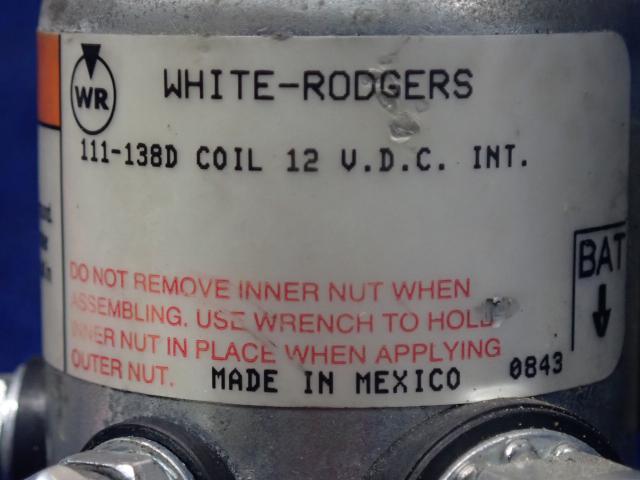 WR
WHITE-RODGERS
111-138D COIL 12 V.D.C. INT.
BAT
DO NOT REMOVE INNER NUT WHEN
ASSEMBLING. USE WRENCH TO HOLD
INNER NUT IN PLACE WHEN APPLYING
OUTER NUT.
MADE IN MEXICO
0843